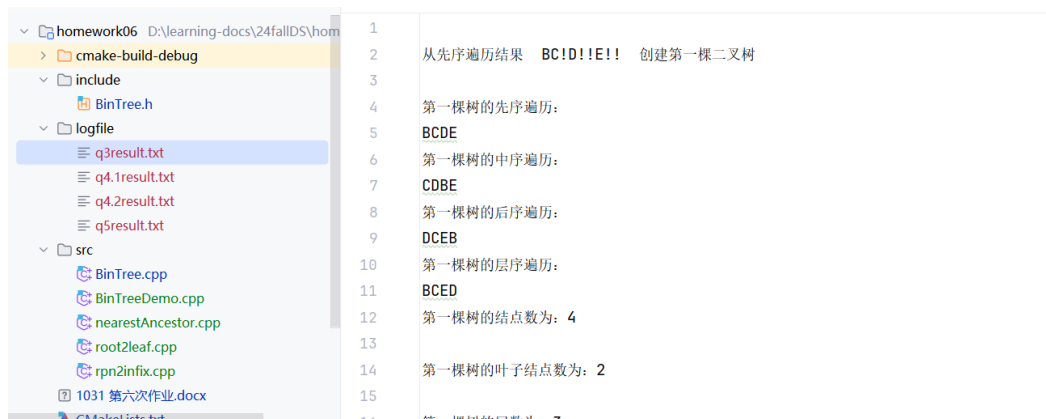 homework06 D:\learning-docs\24fallDS\hom
cmake-build-debug
include
BinTree.h
logfile
q3result.txt
q4.1result.txt
q4.2result.txt
q5result.txt
src
BinTree.cpp
BinTreeDemo.cpp
nearestAncestor.cpp
root2leaf.cpp
rpn2infix.cpp
1031 第六次作业.docx
CMakeLists.txt
1
2 从先序遍历结果 BC!D!!E!! 创建第一棵二叉树
3
4 第一棵树的先序遍历：
5 BCDE
6 第一棵树的中序遍历：
7 CDBE
8 第一棵树的后序遍历：
9 DCEB
10 第一棵树的层序遍历：
11 BCED
12 第一棵树的结点数为：4
13
14 第一棵树的叶子结点数为：2
15